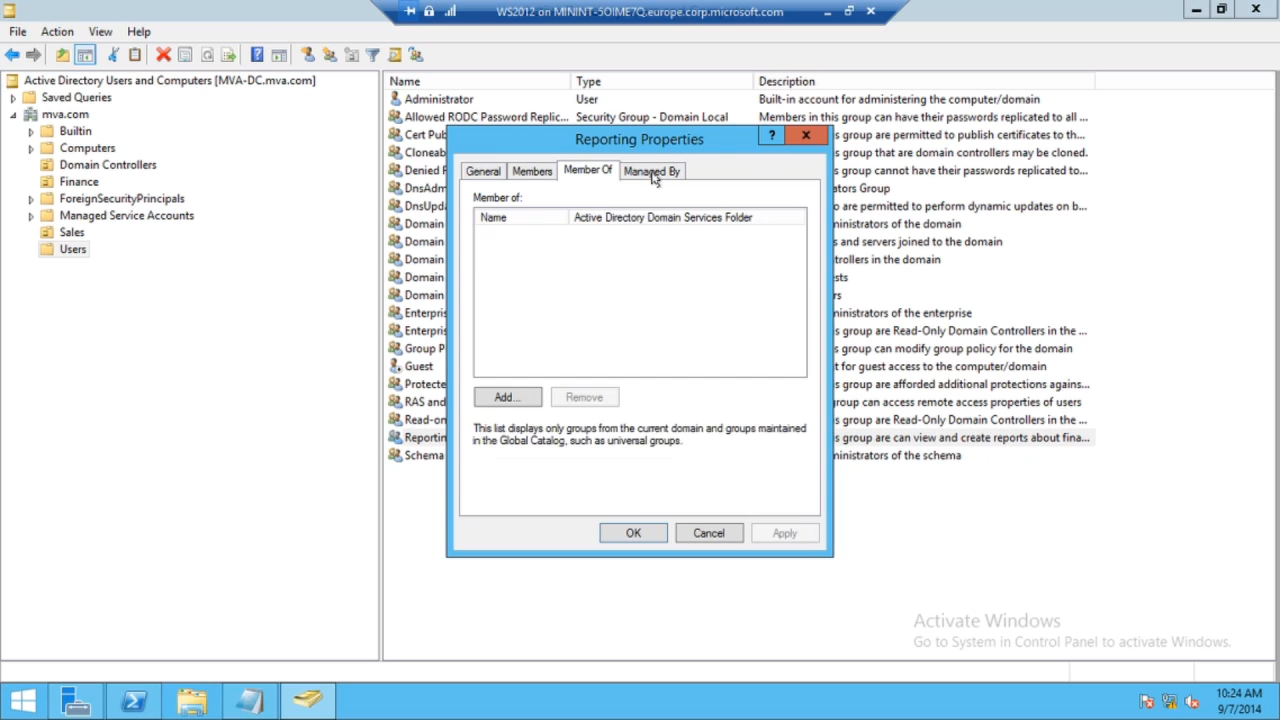 WS2012 on MININT-5OIME7Q.europe.corp.microsoft.com
File Action View Help
Active Directory Users and Computers [MVA-DC.mva.com]
Saved Queries
mva.com
Builtin
Computers
Domain Controllers
Finance
ForeignSecurityPrincipals
Managed Service Accounts
Sales
Users
Name Type Description
Administrator User Built-in account for administering the computer/domain
Allowed RODC Password Replic... Security Group - Domain Local Members in this group can have their passwords replicated to all ...
Cert Pub s group are permitted to publish certificates to th...
Cloneab s group that are domain controllers may be cloned.
Denied R s group cannot have their passwords replicated to ...
DnsAdm ators Group
DnsUpda are permitted to perform dynamic updates on b...
Domain ministrators of the domain
Domain s and servers joined to the domain
Domain trollers in the domain
Domain sts
Domain rs
Enterpris ministrators of the enterprise
Enterpris s group are Read-Only Domain Controllers in the ...
Group P s group can modify group policy for the domain
Guest t for guest access to the computer/domain
Protecte s group are afforded additional protections agains...
RAS and group can access remote access properties of users
Read-on s group are Read-Only Domain Controllers in the ...
Reportin s group are can view and create reports about fina...
Schema ministrators of the schema
Reporting Properties
? X
General Members Member Of Managed By
Member of:
Name Active Directory Domain Services Folder
Add... Remove
This list displays only groups from the current domain and groups maintained
in the Global Catalog, such as universal groups.
OK Cancel Apply
Activate Windows
Go to System in Control Panel to activate Windows.
10:24 AM
9/7/2014